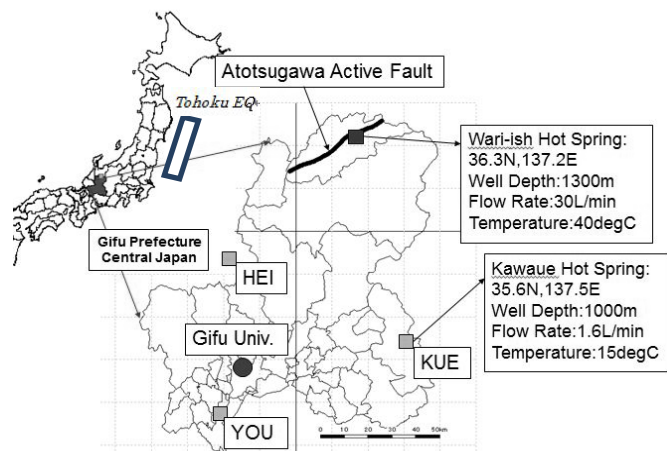 Atotsugawa Active Fault
Tohoku EQ
Wari-ish Hot Spring:
36.3N,137.2E
Well Depth:1300m
Flow Rate:30L/min
Temperature:40degC
Gifu Prefecture
Central Japan
HEI
Kawaue Hot Spring:
35.6N,137.5E
Well Depth:1000m
Flow Rate:1.6L/min
Temperature:15degC
Gifu Univ.
KUE
YOU
0 10 20 30 40 50km